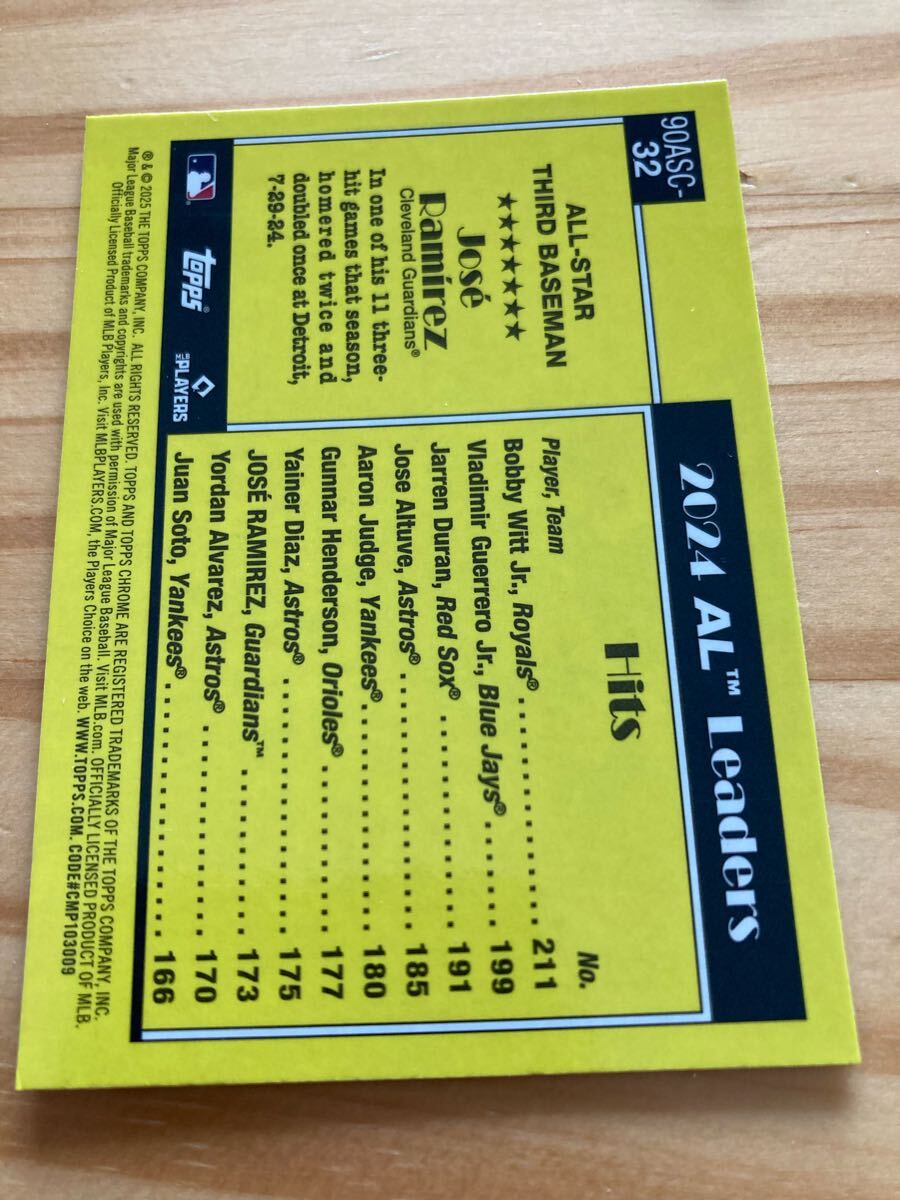 90ASC-
32
ALL-STAR
THIRD BASEMAN
★★★★★★★
José
Ramírez
Cleveland Guardians®
In one of his 11 three-
hit games that season,
homered twice and
doubled once at Detroit,
7-29-24.
topps®
MLB PLAYERS
2024 AL™ Leaders
Hits
Player, Team No.
Bobby Witt Jr., Royals® 211
Vladimir Guerrero Jr., Blue Jays® 199
Jarren Duran, Red Sox® 191
Jose Altuve, Astros® 185
Aaron Judge, Yankees® 180
Gunnar Henderson, Orioles® 177
Yainer Diaz, Astros® 175
JOSÉ RAMIREZ, Guardians™ 173
Yordan Alvarez, Astros® 170
Juan Soto, Yankees® 166
® & © 2025 THE TOPPS COMPANY, INC. ALL RIGHTS RESERVED. TOPPS AND TOPPS CHROME ARE REGISTERED TRADEMARKS OF THE TOPPS COMPANY, INC.
Major League Baseball trademarks and copyrights are used with permission of Major League Baseball. Visit MLB.com. OFFICIALLY LICENSED PRODUCT OF MLB.
Officially Licensed Product of MLB Players, Inc. Visit MLBPLAYERS.COM, the Players Choice on the web. WWW.TOPPS.COM. CODE#CMP103009